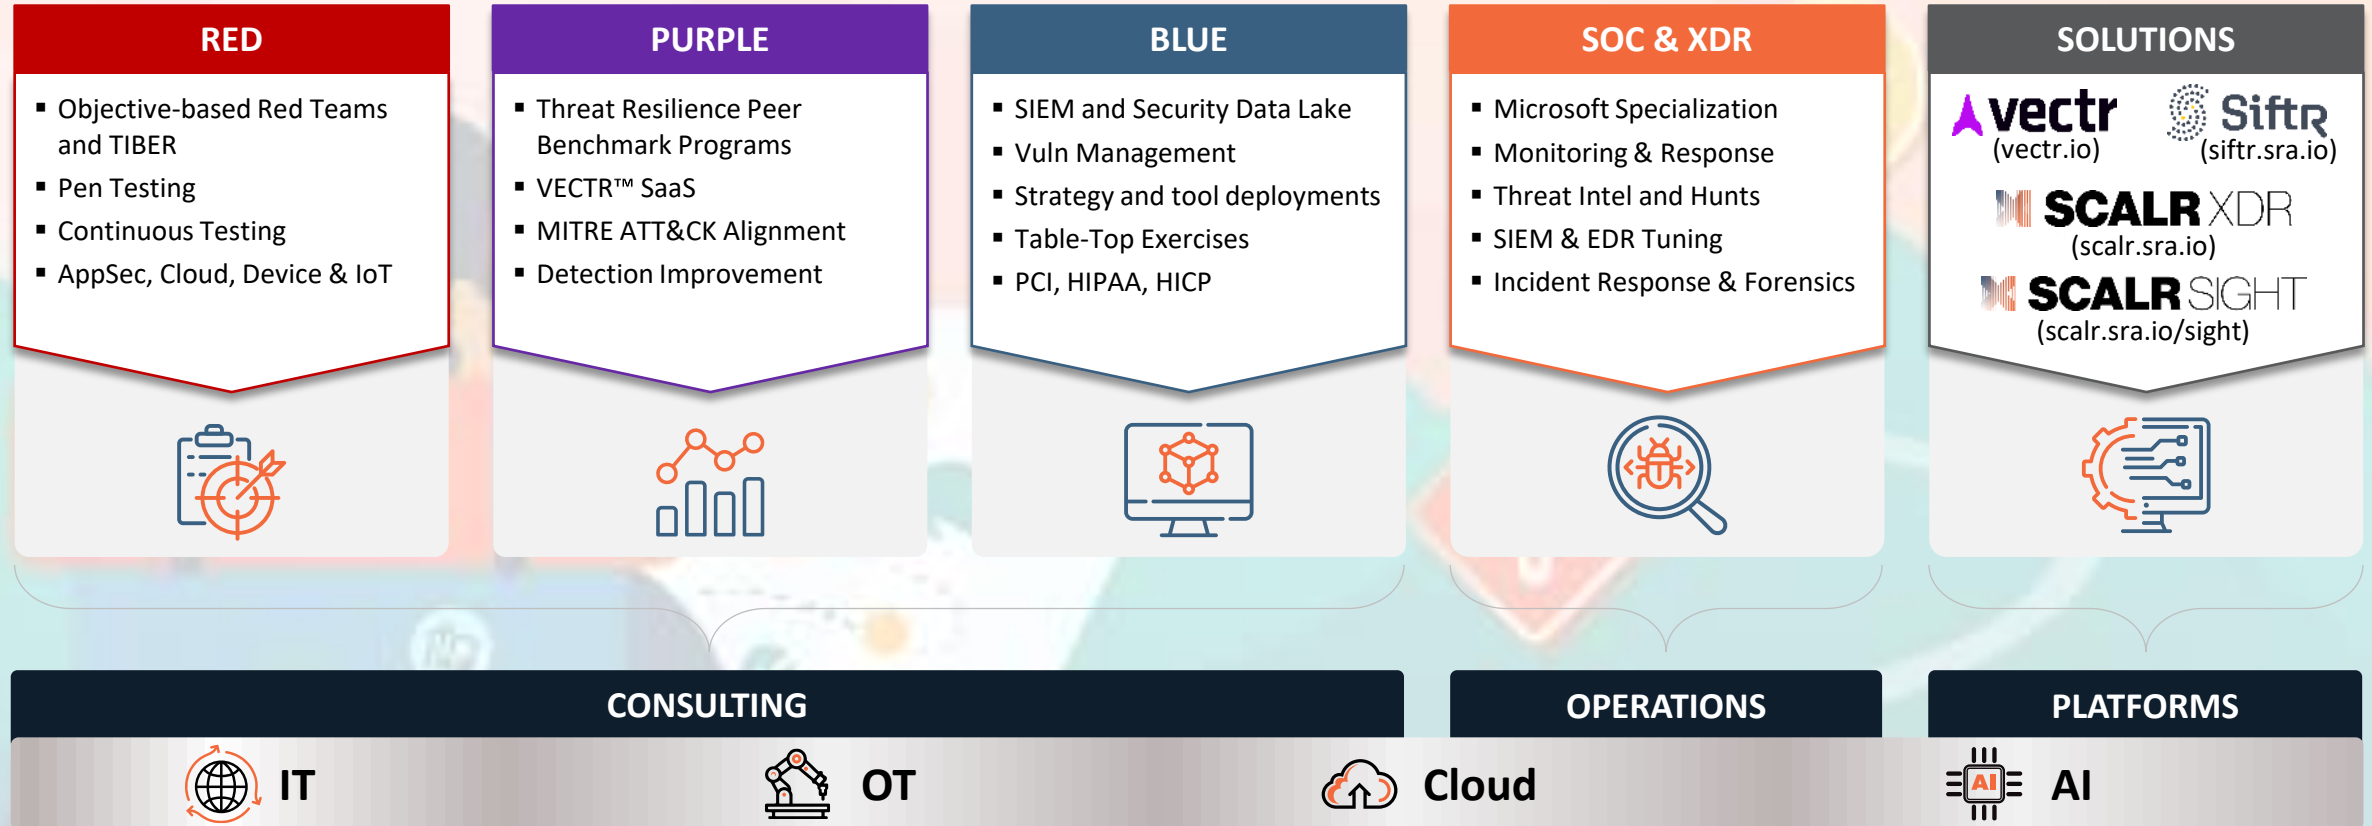 RED
▪ Objective-based Red Teams
and TIBER
▪ Pen Testing
▪ Continuous Testing
▪ AppSec, Cloud, Device & IoT
PURPLE
▪ Threat Resilience Peer
Benchmark Programs
▪ VECTR™ SaaS
▪ MITRE ATT&CK Alignment
▪ Detection Improvement
BLUE
▪ SIEM and Security Data Lake
▪ Vuln Management
▪ Strategy and tool deployments
▪ Table-Top Exercises
▪ PCI, HIPAA, HICP
SOC & XDR
▪ Microsoft Specialization
▪ Monitoring & Response
▪ Threat Intel and Hunts
▪ SIEM & EDR Tuning
▪ Incident Response & Forensics
SOLUTIONS
vectr
(vectr.io)
Siftr
(siftr.sra.io)
SCALR XDR
(scalr.sra.io)
SCALR SIGHT
(scalr.sra.io/sight)
CONSULTING
OPERATIONS
PLATFORMS
IT
OT
Cloud
AI
AI